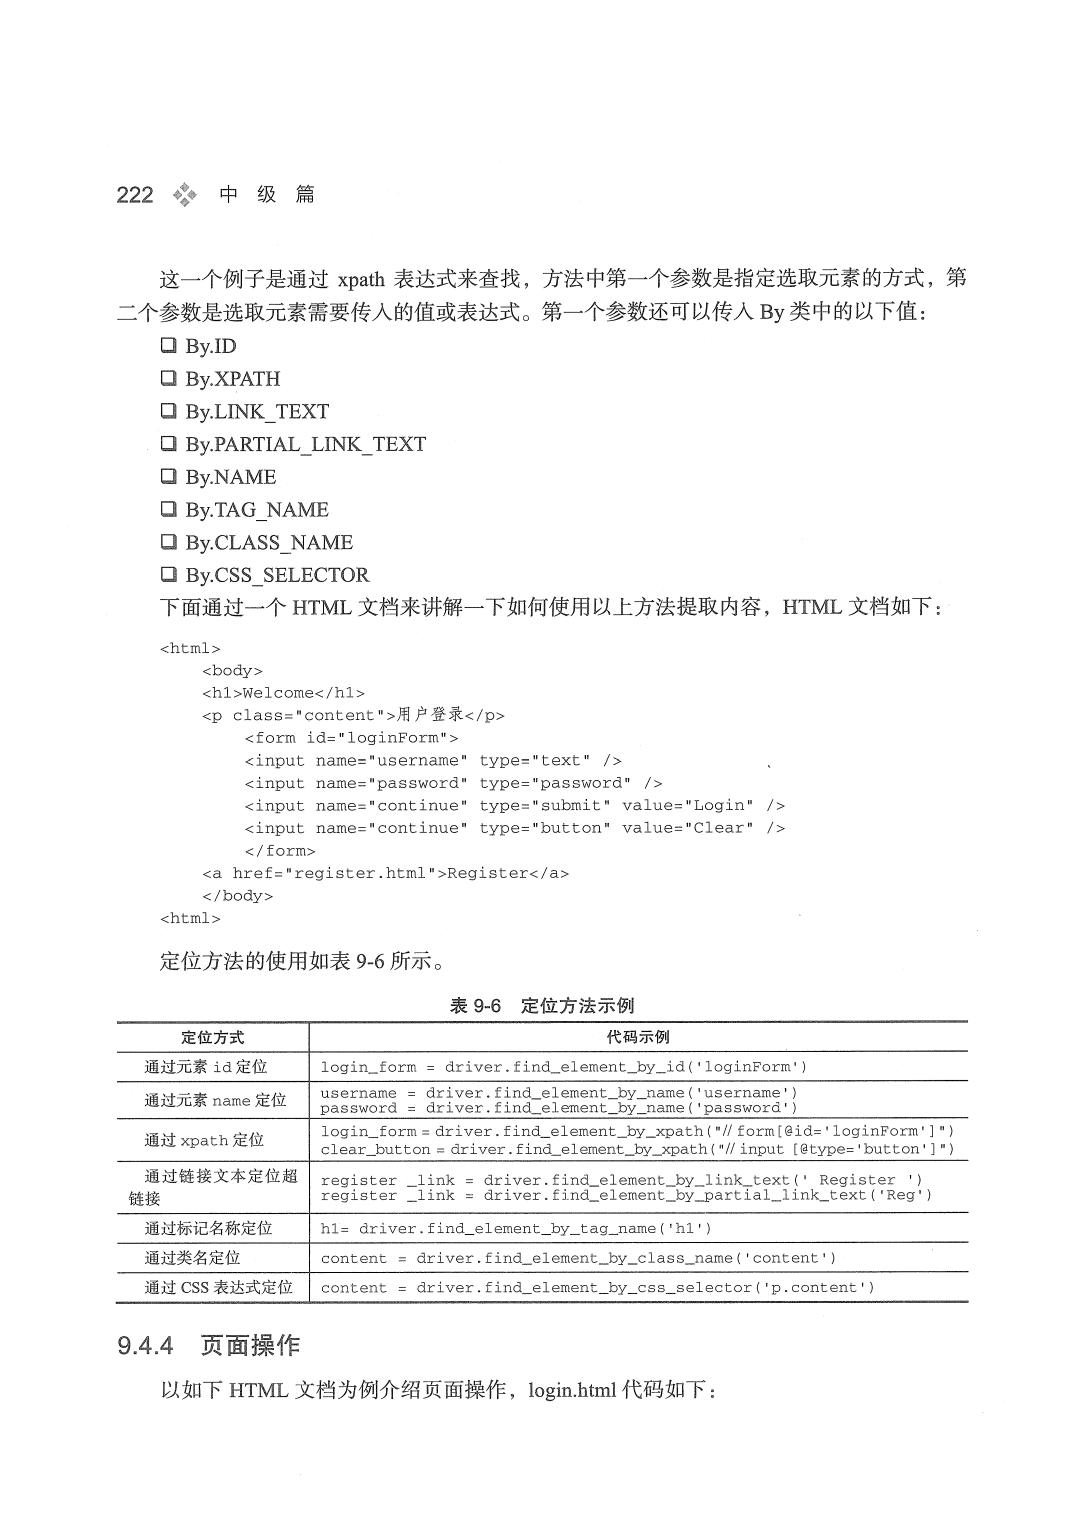 222 中 级 篇
这一个例子是通过 xpath 表达式来查找，方法中第一个参数是指定选取元素的方式，第
二个参数是选取元素需要传入的值或表达式。第一个参数还可以传入 By 类中的以下值：
❑ By.ID
❑ By.XPATH
❑ By.LINK_TEXT
❑ By.PARTIAL_LINK_TEXT
❑ By.NAME
❑ By.TAG_NAME
❑ By.CLASS_NAME
❑ By.CSS_SELECTOR
下面通过一个 HTML 文档来讲解一下如何使用以上方法提取内容，HTML 文档如下：
<html>
<body>
<h1>Welcome</h1>
<p class="content">用户登录</p>
<form id="loginForm">
<input name="username" type="text" />
<input name="password" type="password" />
<input name="continue" type="submit" value="Login" />
<input name="continue" type="button" value="Clear" />
</form>
<a href="register.html">Register</a>
</body>
<html>
定位方法的使用如表 9-6 所示。
表 9-6 定位方法示例
定位方式 代码示例
通过元素 id 定位 login_form = driver.find_element_by_id('loginForm')
通过元素 name 定位 username = driver.find_element_by_name('username')
password = driver.find_element_by_name('password')
通过 xpath 定位 login_form = driver.find_element_by_xpath("//form[@id='loginForm']")
clear_button = driver.find_element_by_xpath("//input [@type='button']")
通过链接文本定位超
链接
register _link = driver.find_element_by_link_text(' Register ')
register _link = driver.find_element_by_partial_link_text('Reg')
通过标记名称定位 h1= driver.find_element_by_tag_name('h1')
通过类名定位 content = driver.find_element_by_class_name('content')
通过 CSS 表达式定位 content = driver.find_element_by_css_selector('p.content')
9.4.4 页面操作
以如下 HTML 文档为例介绍页面操作，login.html 代码如下：